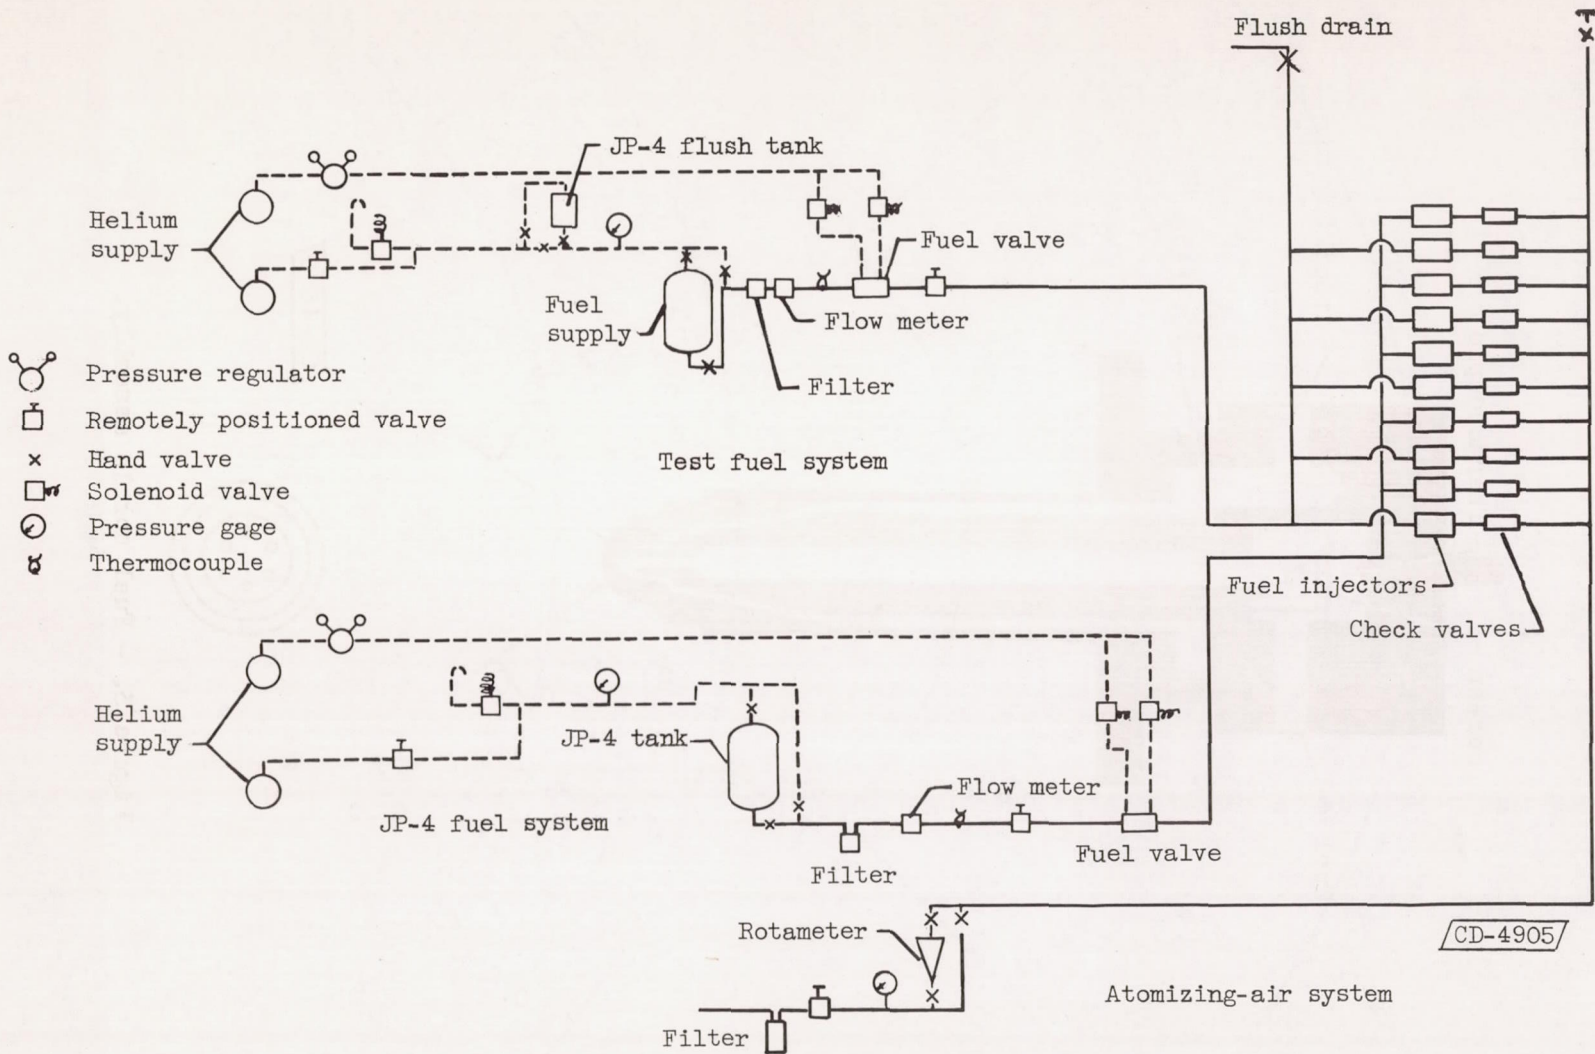 Flush drain
JP-4 flush tank
Helium
supply
Fuel valve
Fuel
supply
Flow meter
Filter
Pressure regulator
Remotely positioned valve
Hand valve
Solenoid valve
Pressure gage
Thermocouple
Test fuel system
Fuel injectors
Check valves
Helium
supply
JP-4 tank
Flow meter
JP-4 fuel system
Fuel valve
Filter
Rotameter
CD-4905
Atomizing-air system
Filter